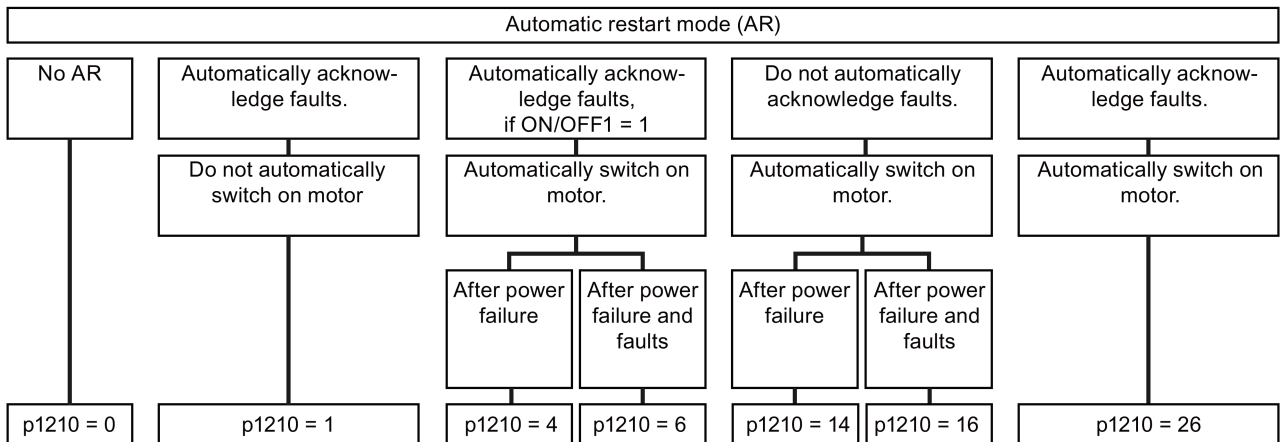 Automatic restart mode (AR)
No AR
Automatically acknow-
ledge faults.
Do not automatically
switch on motor
Automatically acknow-
ledge faults,
if ON/OFF1 = 1
Automatically switch on
motor.
After power
failure
After power
failure and
faults
Do not automatically
acknowledge faults.
Automatically switch on
motor.
After power
failure
After power
failure and
faults
Automatically acknow-
ledge faults.
Automatically switch on
motor.
p1210 = 0
p1210 = 1
p1210 = 4
p1210 = 6
p1210 = 14
p1210 = 16
p1210 = 26